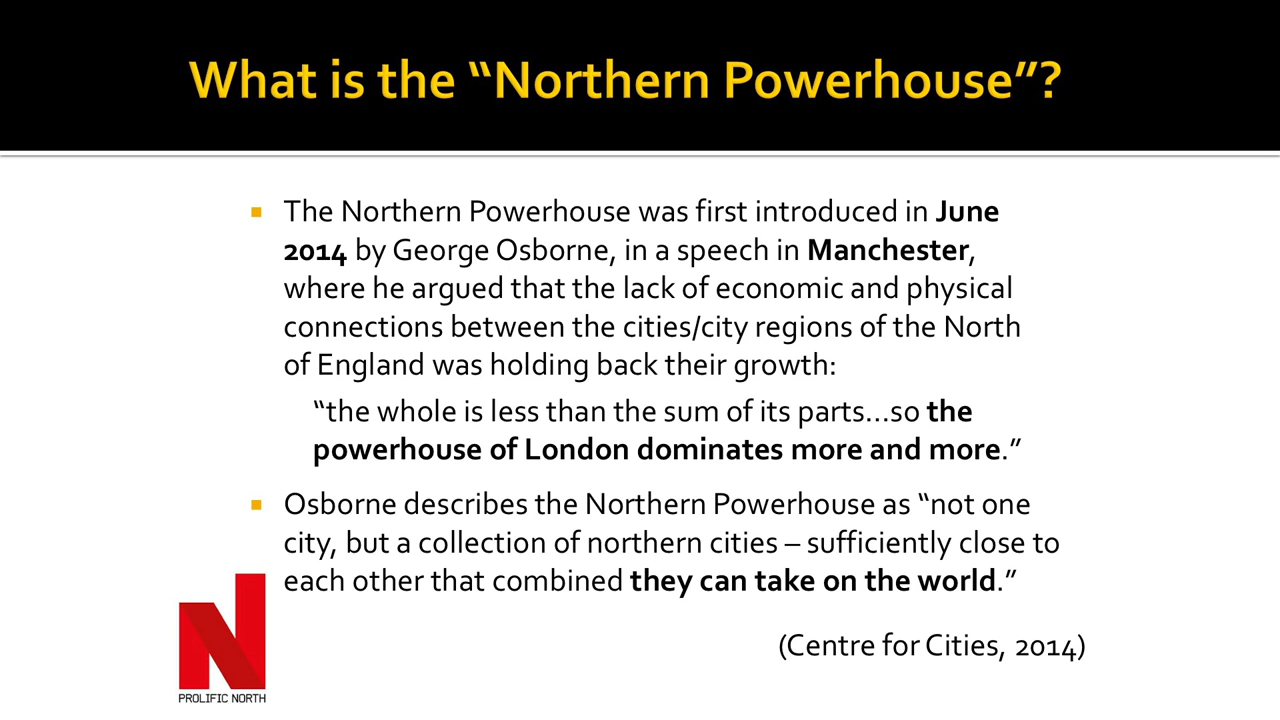 What is the “Northern Powerhouse”?
The Northern Powerhouse was first introduced in June
2014 by George Osborne, in a speech in Manchester,
where he argued that the lack of economic and physical
connections between the cities/city regions of the North
of England was holding back their growth:
“the whole is less than the sum of its parts...so the
powerhouse of London dominates more and more.”
Osborne describes the Northern Powerhouse as “not one
city, but a collection of northern cities – sufficiently close to
each other that combined they can take on the world.”
(Centre for Cities, 2014)
PROLIFIC NORTH